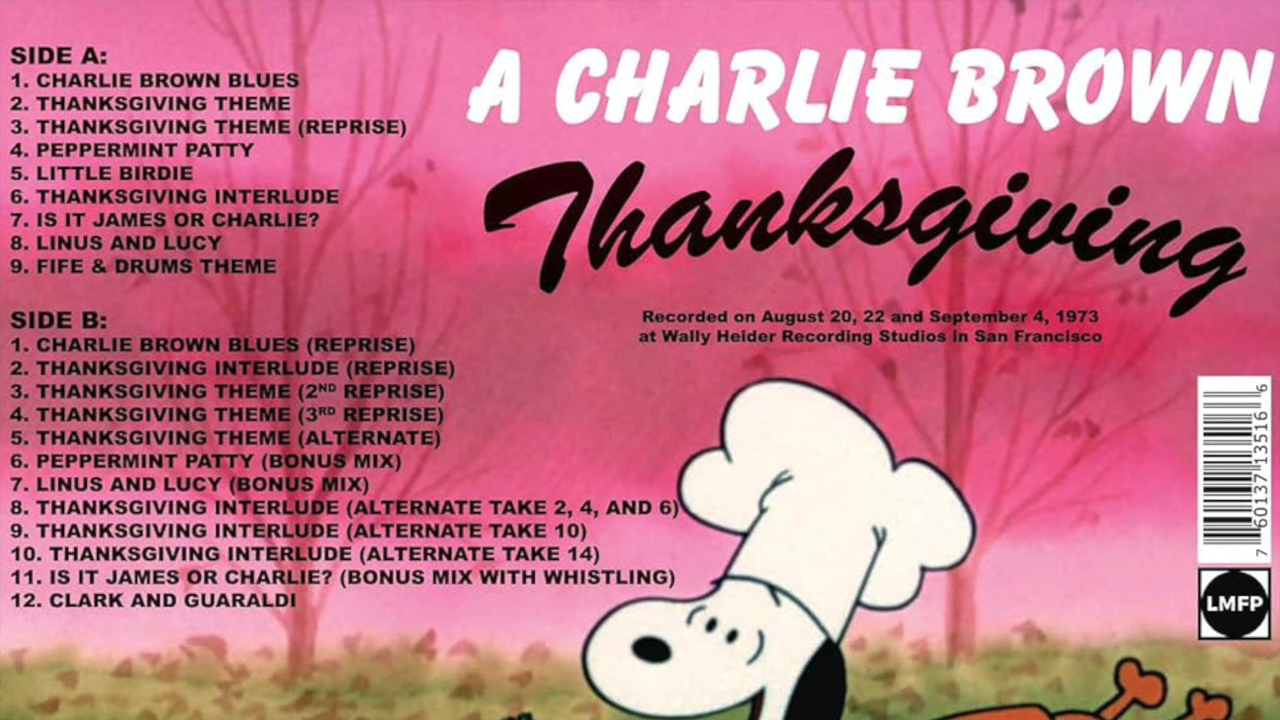 SIDE A:
1. CHARLIE BROWN BLUES
2. THANKSGIVING THEME
3. THANKSGIVING THEME (REPRISE)
4. PEPPERMINT PATTY
5. LITTLE BIRDIE
6. THANKSGIVING INTERLUDE
7. IS IT JAMES OR CHARLIE?
8. LINUS AND LUCY
9. FIFE & DRUMS THEME
SIDE B:
1. CHARLIE BROWN BLUES (REPRISE)
2. THANKSGIVING INTERLUDE (REPRISE)
3. THANKSGIVING THEME (2ND REPRISE)
4. THANKSGIVING THEME (3RD REPRISE)
5. THANKSGIVING THEME (ALTERNATE)
6. PEPPERMINT PATTY (BONUS MIX)
7. LINUS AND LUCY (BONUS MIX)
8. THANKSGIVING INTERLUDE (ALTERNATE TAKE 2, 4, AND 6)
9. THANKSGIVING INTERLUDE (ALTERNATE TAKE 10)
10. THANKSGIVING INTERLUDE (ALTERNATE TAKE 14)
11. IS IT JAMES OR CHARLIE? (BONUS MIX WITH WHISTLING)
12. CLARK AND GUARALDI
A CHARLIE BROWN
Thanksgiving
Recorded on August 20, 22 and September 4, 1973
at Wally Heider Recording Studios in San Francisco
7 60137 13516 6
LMFP